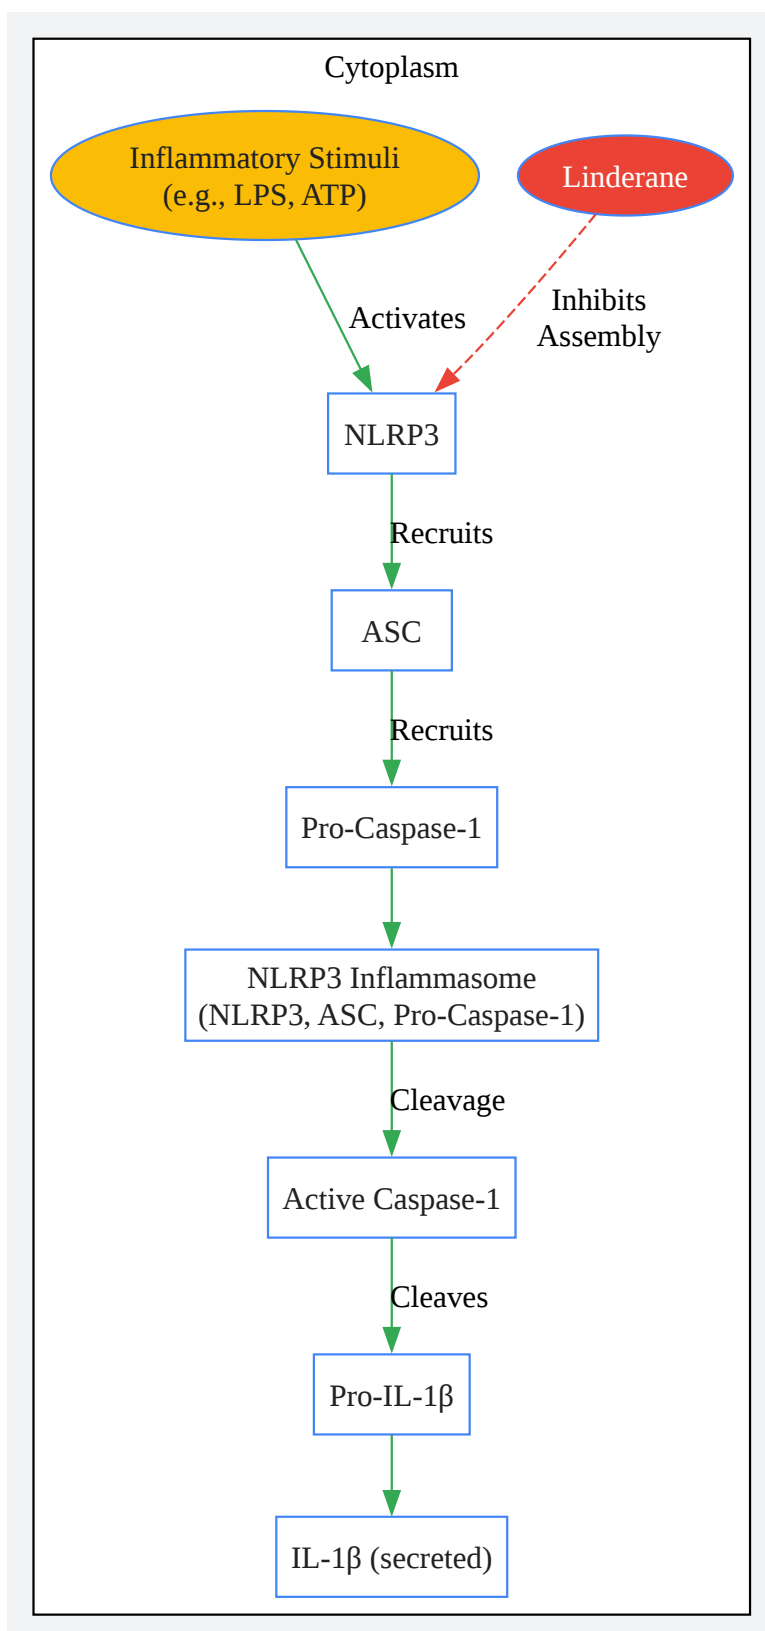 Cytoplasm
Inflammatory Stimuli
(e.g., LPS, ATP)
Linderane
Activates
Inhibits
Assembly
NLRP3
Recruits
ASC
Recruits
Pro-Caspase-1
NLRP3 Inflammasome
(NLRP3, ASC, Pro-Caspase-1)
Cleavage
Active Caspase-1
Cleaves
Pro-IL-1β
IL-1β (secreted)